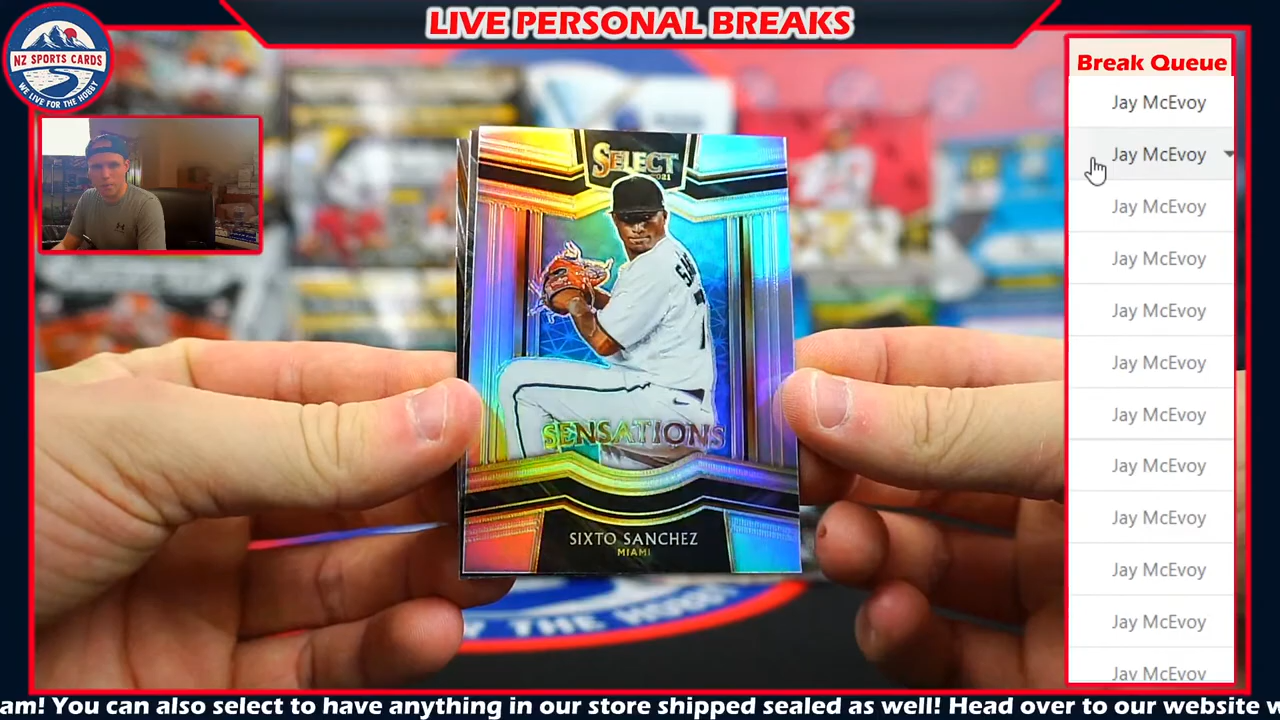 LIVE PERSONAL BREAKS
NZ SPORTS CARDS
WE LIVE FOR THE HOBBY
Break Queue
Jay McEvoy
Jay McEvoy
Jay McEvoy
Jay McEvoy
Jay McEvoy
Jay McEvoy
Jay McEvoy
Jay McEvoy
Jay McEvoy
Jay McEvoy
Jay McEvoy
Jay McEvoy
SELECT
2021
SENSATIONS
SIXTO SANCHEZ
MIAMI
THE HOBBY
am! You can also select to have anything in our store shipped sealed as well! Head over to our website w